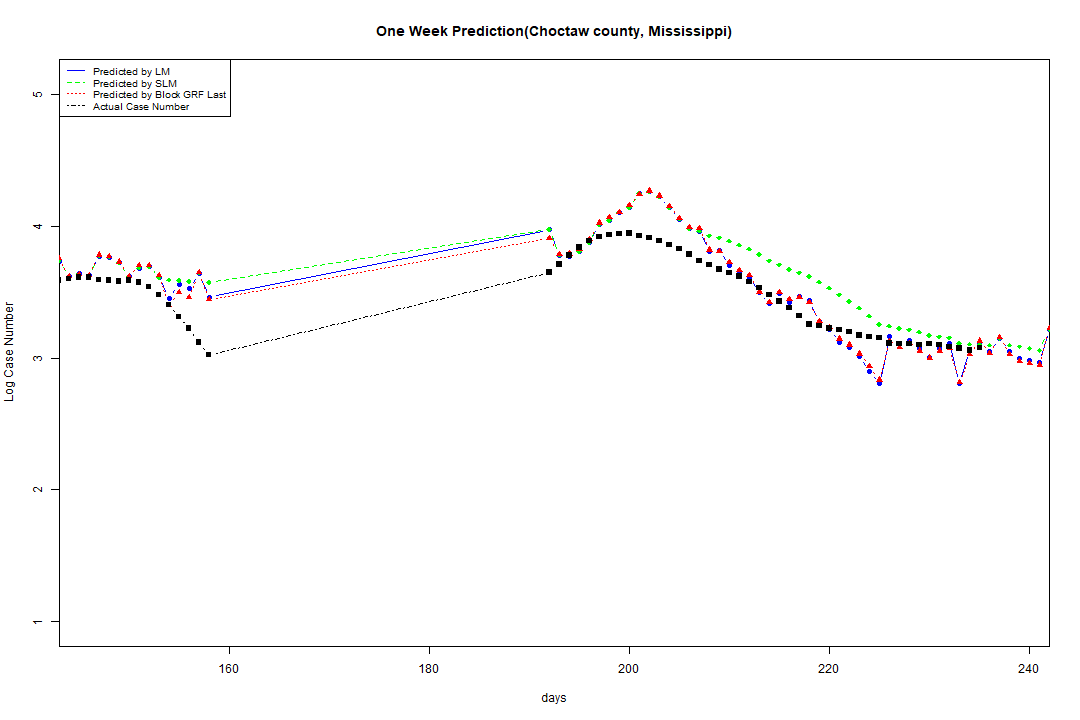 One Week Prediction(Choctaw county, Mississippi)
Predicted by LM
Predicted by SLM
Predicted by Block GRF Last
Actual Case Number
5
4
3
2
1
Log Case Number
160 180 200 220 240
days